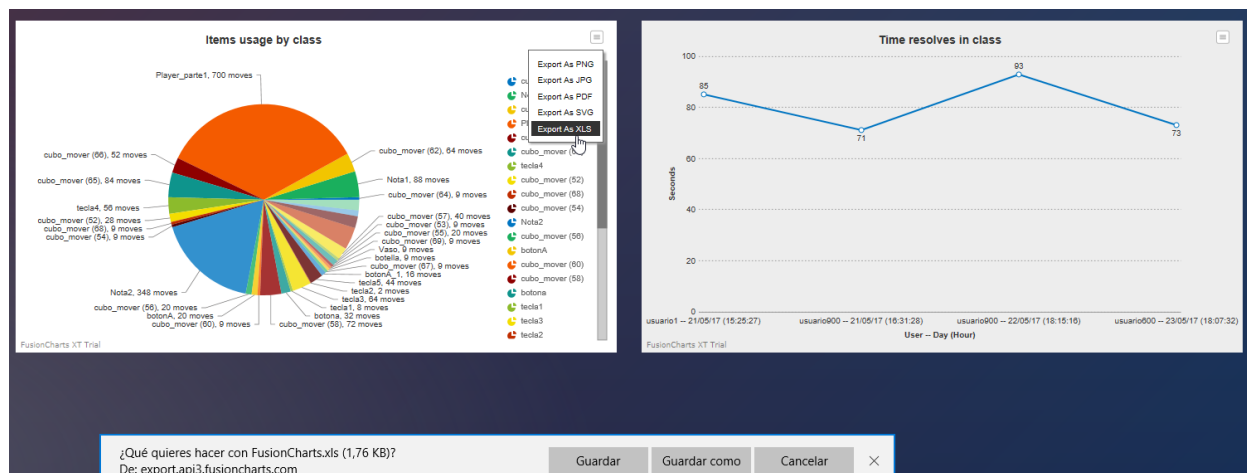 Items usage by class
Export As PNG
Export As JPG
Export As PDF
Export As SVG
Export As XLS
Player_parte1, 700 moves
cubo_mover (66), 52 moves
cubo_mover (65), 84 moves
tecla4, 56 moves
cubo_mover (52), 28 moves
cubo_mover (68), 9 moves
cubo_mover (54), 9 moves
Nota2, 348 moves
cubo_mover (56), 20 moves
botonA, 20 moves
cubo_mover (60), 9 moves
cubo_mover (62), 64 moves
Nota1, 88 moves
cubo_mover (64), 9 moves
cubo_mover (57), 40 moves
cubo_mover (53), 9 moves
cubo_mover (55), 20 moves
cubo_mover (69), 9 moves
Vaso, 9 moves
botella, 9 moves
cubo_mover (67), 9 moves
botonA_1, 16 moves
tecla5, 44 moves
tecla2, 2 moves
tecla3, 64 moves
tecla1, 8 moves
botona, 32 moves
cubo_mover (58), 72 moves
cubo_mover
tecla4
cubo_mover (52)
cubo_mover (68)
cubo_mover (54)
Nota2
cubo_mover (56)
botonA
cubo_mover (60)
cubo_mover (58)
botona
tecla1
tecla3
tecla2
FusionCharts XT Trial
Time resolves in class
Seconds
100
80
60
40
20
0
85
71
93
73
usuario1 -- 21/05/17 (15:25:27)
usuario900 -- 21/05/17 (16:31:28)
usuario900 -- 22/05/17 (18:15:16)
usuario600 -- 23/05/17 (18:07:32)
User -- Day (Hour)
FusionCharts XT Trial
¿Qué quieres hacer con FusionCharts.xls (1,76 KB)?
De: export.api3.fusioncharts.com
Guardar
Guardar como
Cancelar